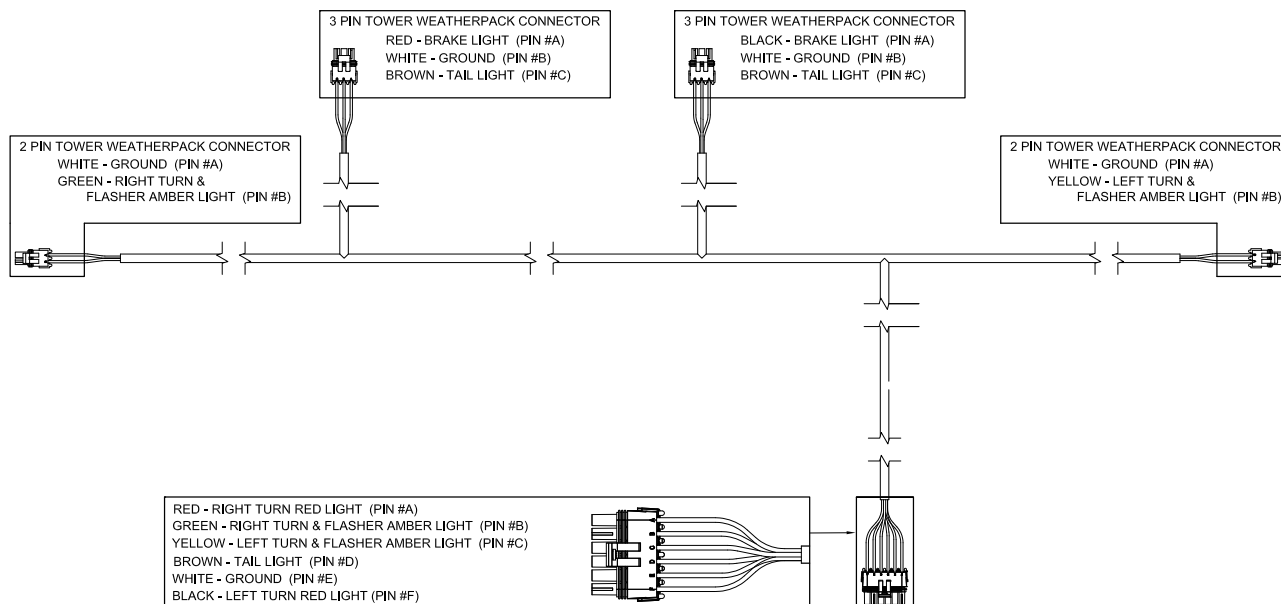 3 PIN TOWER WEATHERPACK CONNECTOR
RED - BRAKE LIGHT (PIN #A)
WHITE - GROUND (PIN #B)
BROWN - TAIL LIGHT (PIN #C)
3 PIN TOWER WEATHERPACK CONNECTOR
BLACK - BRAKE LIGHT (PIN #A)
WHITE - GROUND (PIN #B)
BROWN - TAIL LIGHT (PIN #C)
2 PIN TOWER WEATHERPACK CONNECTOR
WHITE - GROUND (PIN #A)
GREEN - RIGHT TURN &
FLASHER AMBER LIGHT (PIN #B)
2 PIN TOWER WEATHERPACK CONNECTOR
WHITE - GROUND (PIN #A)
YELLOW - LEFT TURN &
FLASHER AMBER LIGHT (PIN #B)
RED - RIGHT TURN RED LIGHT (PIN #A)
GREEN - RIGHT TURN & FLASHER AMBER LIGHT (PIN #B)
YELLOW - LEFT TURN & FLASHER AMBER LIGHT (PIN #C)
BROWN - TAIL LIGHT (PIN #D)
WHITE - GROUND (PIN #E)
BLACK - LEFT TURN RED LIGHT (PIN #F)
A
B
C
D
E
F